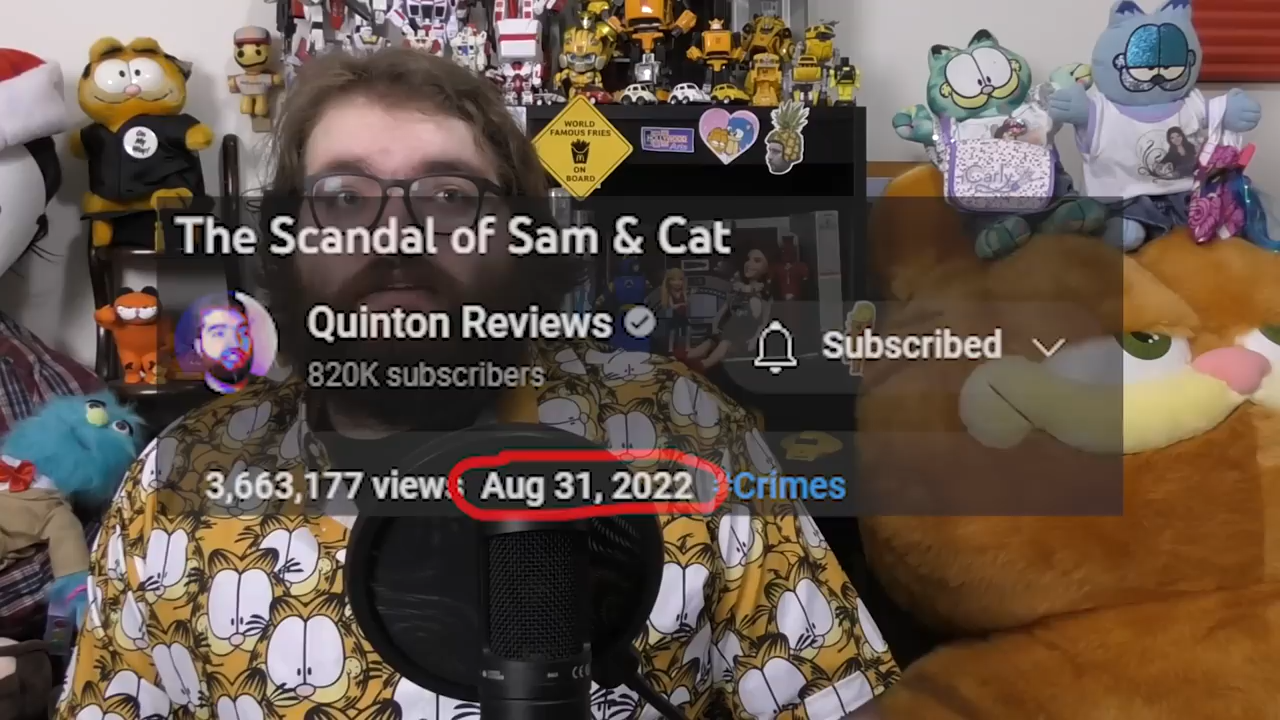 WORLD
FAMOUS FRIES
ON
BOARD
Carly
The Scandal of Sam & Cat
Quinton Reviews
820K subscribers
Subscribed
3,663,177 views Aug 31, 2022 Crimes
CE